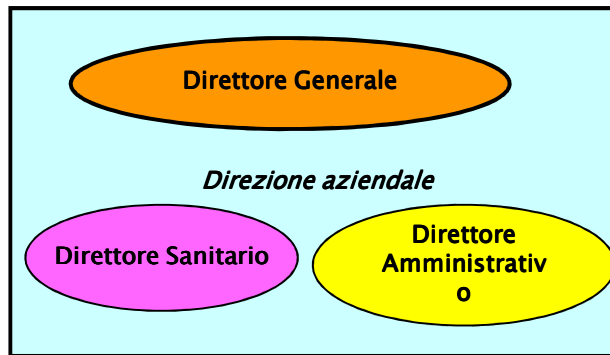 Direttore Generale
Direzione aziendale
Direttore Sanitario
Direttore
Amministrativ
o